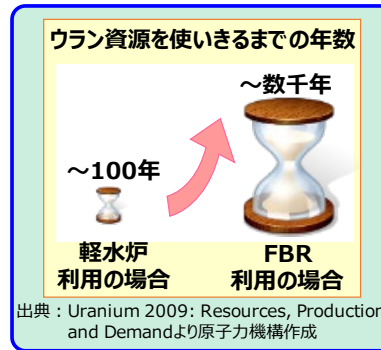 ウラン資源を使いきるまでの年数
～数千年
～100年
軽水炉
利用の場合
FBR
利用の場合
出典：Uranium 2009: Resources, Production
and Demandより原子力機構作成